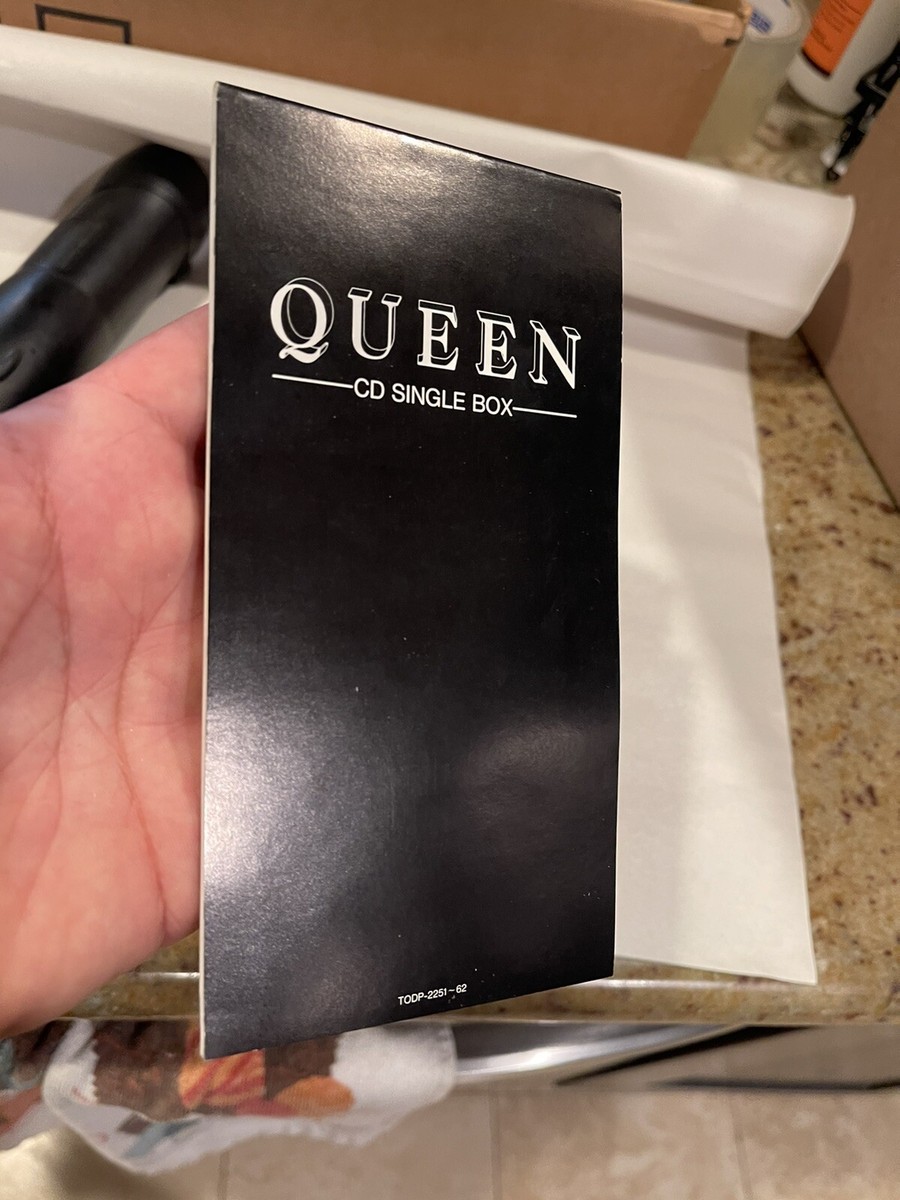 QUEEN
CD SINGLE BOX
TODP-2251~62